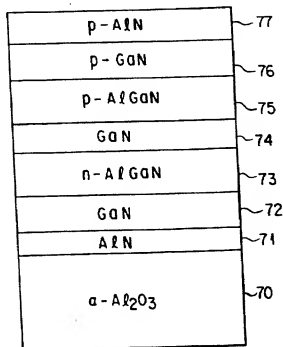 p-AlN 77
p-GaN 76
p-AlGaN 75
GaN 74
n-AlGaN 73
GaN 72
AlN 71
a-Al2O3 70